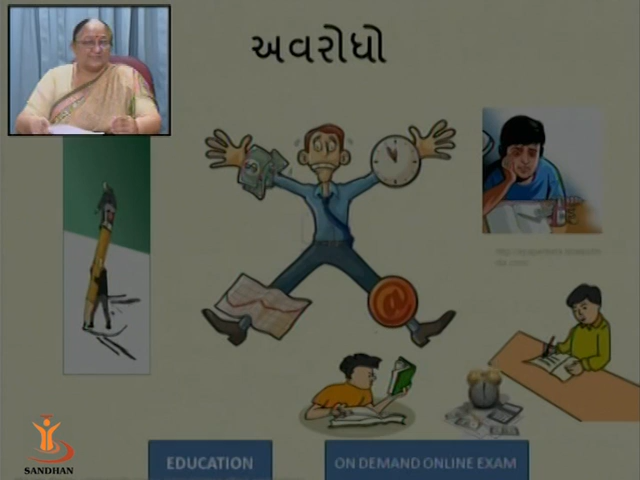 અવરોધો
EDUCATION
ON DEMAND ONLINE EXAM
SANDHAN